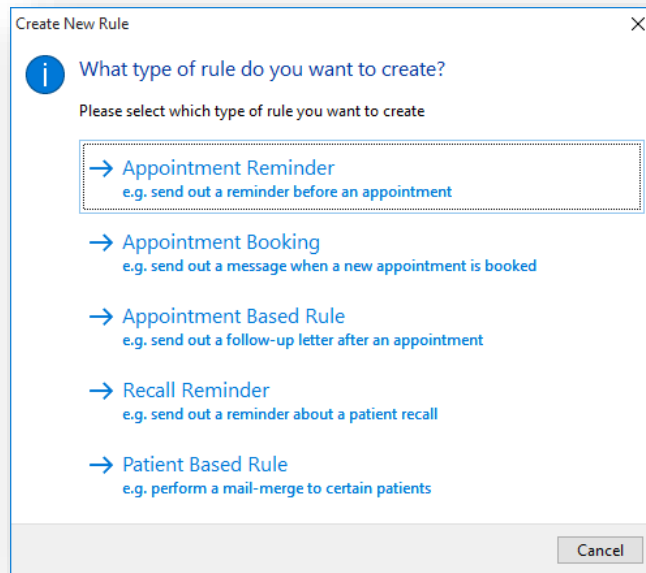 Create New Rule
What type of rule do you want to create?
Please select which type of rule you want to create
Appointment Reminder
e.g. send out a reminder before an appointment
Appointment Booking
e.g. send out a message when a new appointment is booked
Appointment Based Rule
e.g. send out a follow-up letter after an appointment
Recall Reminder
e.g. send out a reminder about a patient recall
Patient Based Rule
e.g. perform a mail-merge to certain patients
Cancel